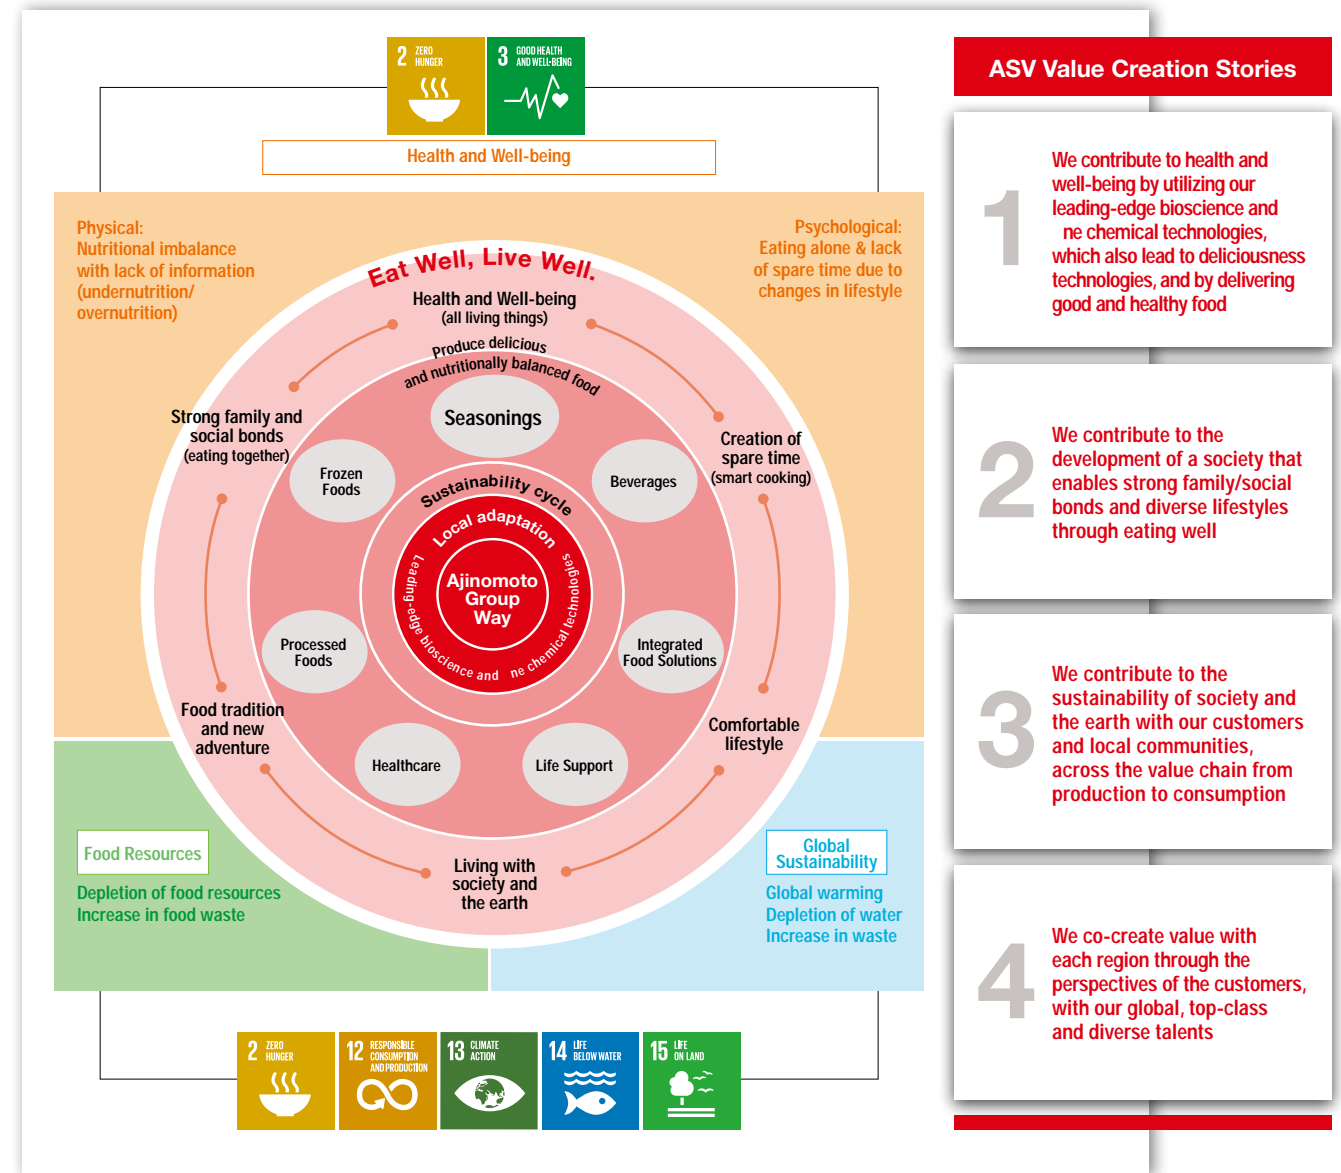 2 ZERO
HUNGER
3 GOOD HEALTH
AND WELL-BEING
Health and Well-being
Physical:
Nutritional imbalance
with lack of information
(undernutrition/
overnutrition)
Psychological:
Eating alone & lack
of spare time due to
changes in lifestyle
Eat Well, Live Well.
Health and Well-being
(all living things)
Produce delicious
and nutritionally balanced food
Strong family and
social bonds
(eating together)
Creation of
spare time
(smart cooking)
Seasonings
Frozen
Foods
Beverages
Sustainability cycle
Local adaptation
Leading-edge bioscience and ne chemical technologies
Ajinomoto
Group
Way
Processed
Foods
Integrated
Food Solutions
Healthcare
Life Support
Food tradition
and new
adventure
Comfortable
lifestyle
Living with
society and
the earth
Food Resources
Depletion of food resources
Increase in food waste
Global
Sustainability
Global warming
Depletion of water
Increase in waste
2 ZERO
HUNGER
12 RESPONSIBLE
CONSUMPTION
AND PRODUCTION
13 CLIMATE
ACTION
14 LIFE
BELOW WATER
15 LIFE
ON LAND
ASV Value Creation Stories
1
We contribute to health and
well-being by utilizing our
leading-edge bioscience and
ne chemical technologies,
which also lead to deliciousness
technologies, and by delivering
good and healthy food
2
We contribute to the
development of a society that
enables strong family/social
bonds and diverse lifestyles
through eating well
3
We contribute to the
sustainability of society and
the earth with our customers
and local communities,
across the value chain from
production to consumption
4
We co-create value with
each region through the
perspectives of the customers,
with our global, top-class
and diverse talents